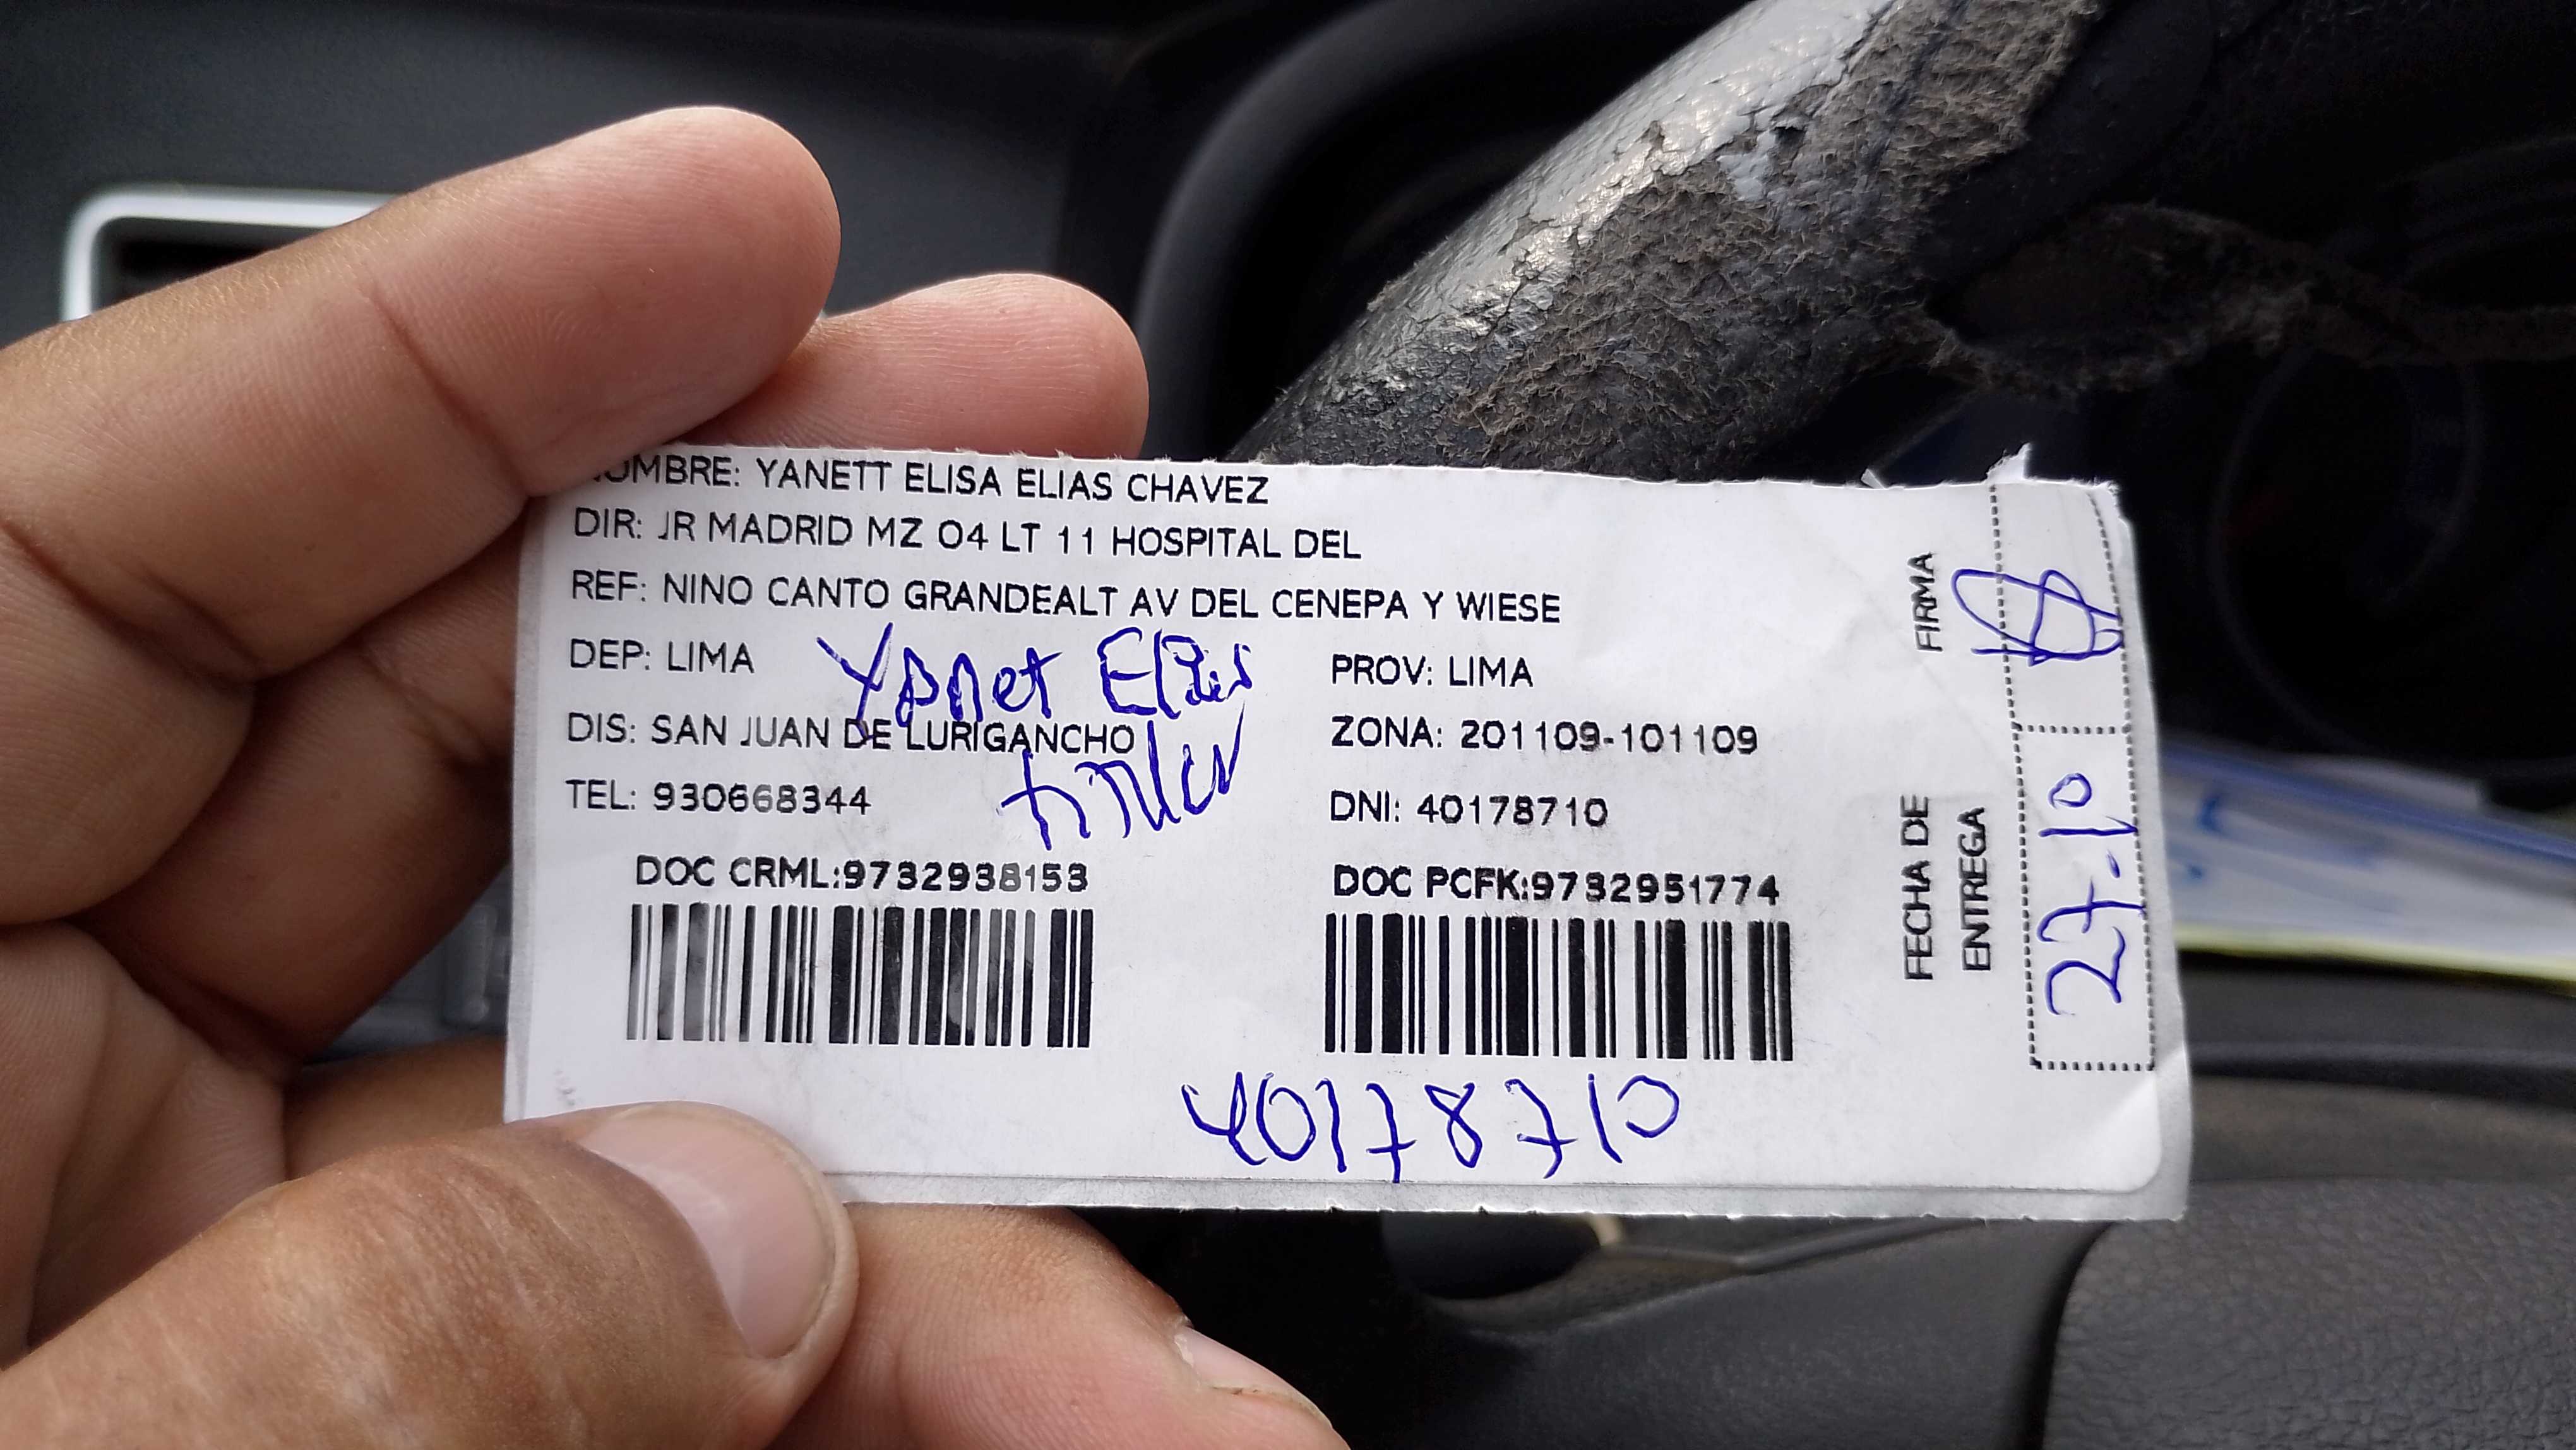 NOMBRE: YANETT ELISA ELIAS CHAVEZ
DIR: JR MADRID MZ O4 LT 11 HOSPITAL DEL
REF: NINO CANTO GRANDEALT AV DEL CENEPA Y WIESE
DEP: LIMA
PROV: LIMA
Yanet Elias
DIS: SAN JUAN DE LURIGANCHO
ZONA: 201109-101109
TEL: 930668344
DNI: 40178710
DOC CRML:9732938153
DOC PCFK:9732951774
40178710
FIRMA
FECHA DE
ENTREGA
27-10